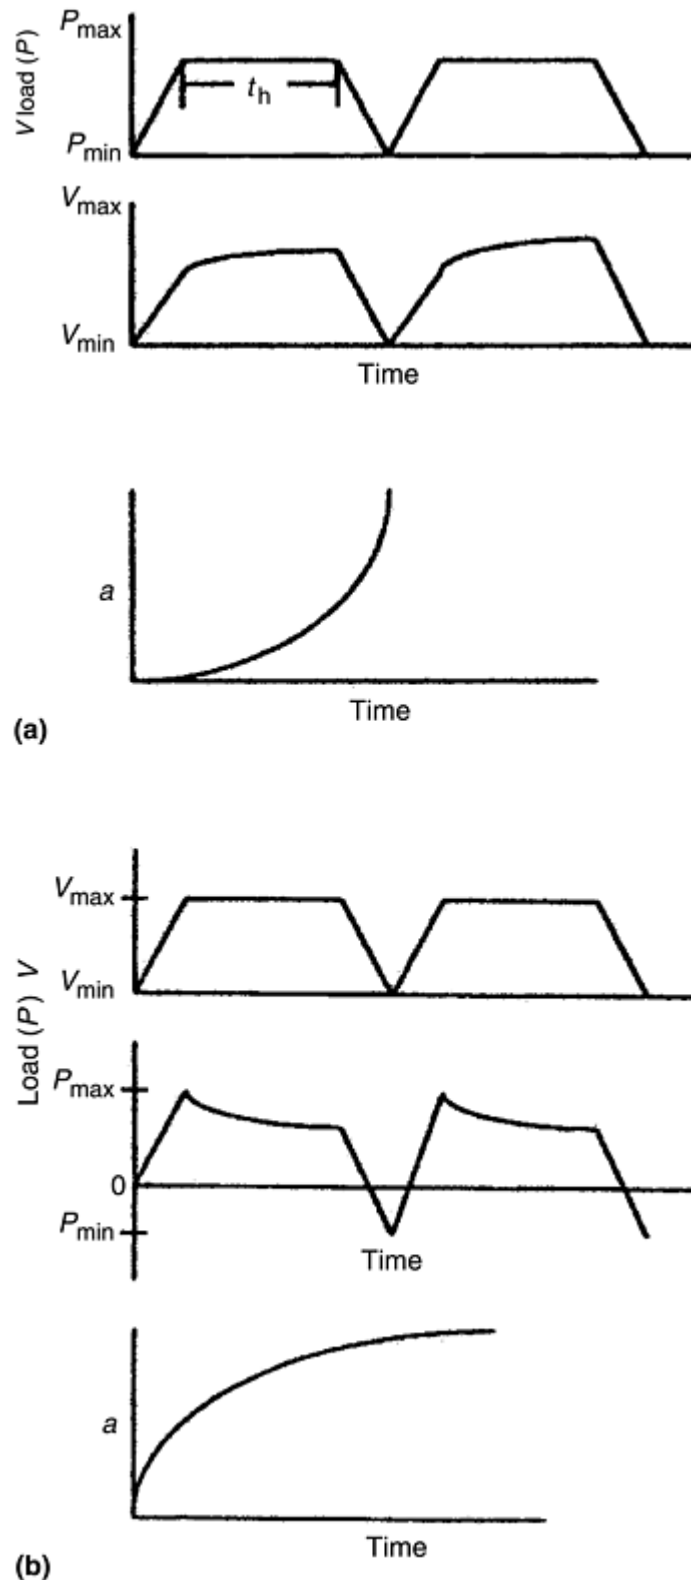 Pmax
V load (P)
th
Pmin
Vmax
Vmin
Time
a
Time
(a)
Vmax
Vmin
Load (P) V
Pmax
0
Pmin
Time
a
Time
(b)